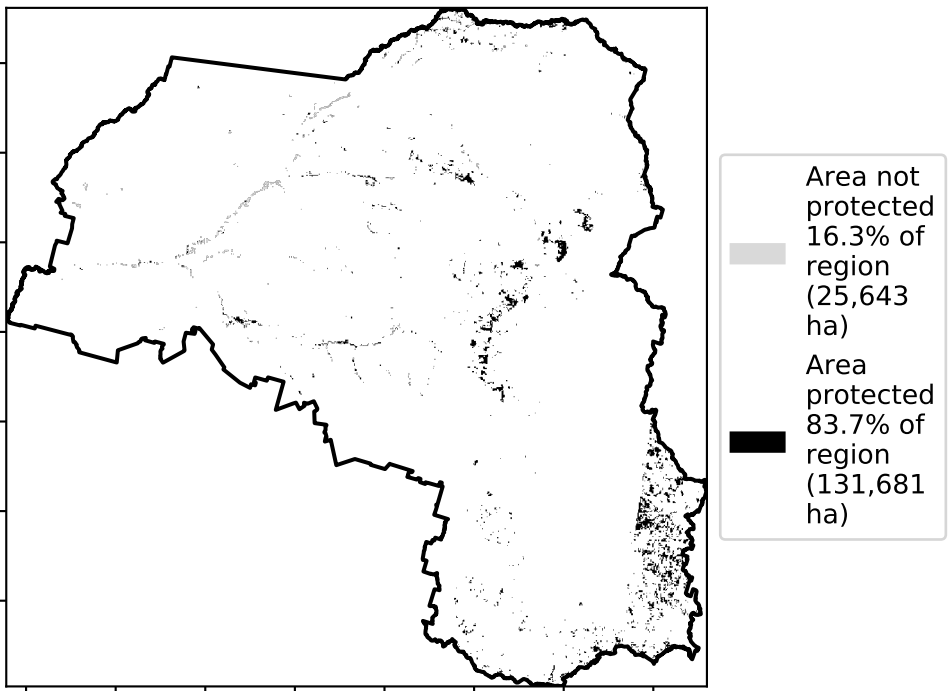 Area not
protected
16.3% of
region
(25,643
ha)
Area
protected
83.7% of
region
(131,681
ha)